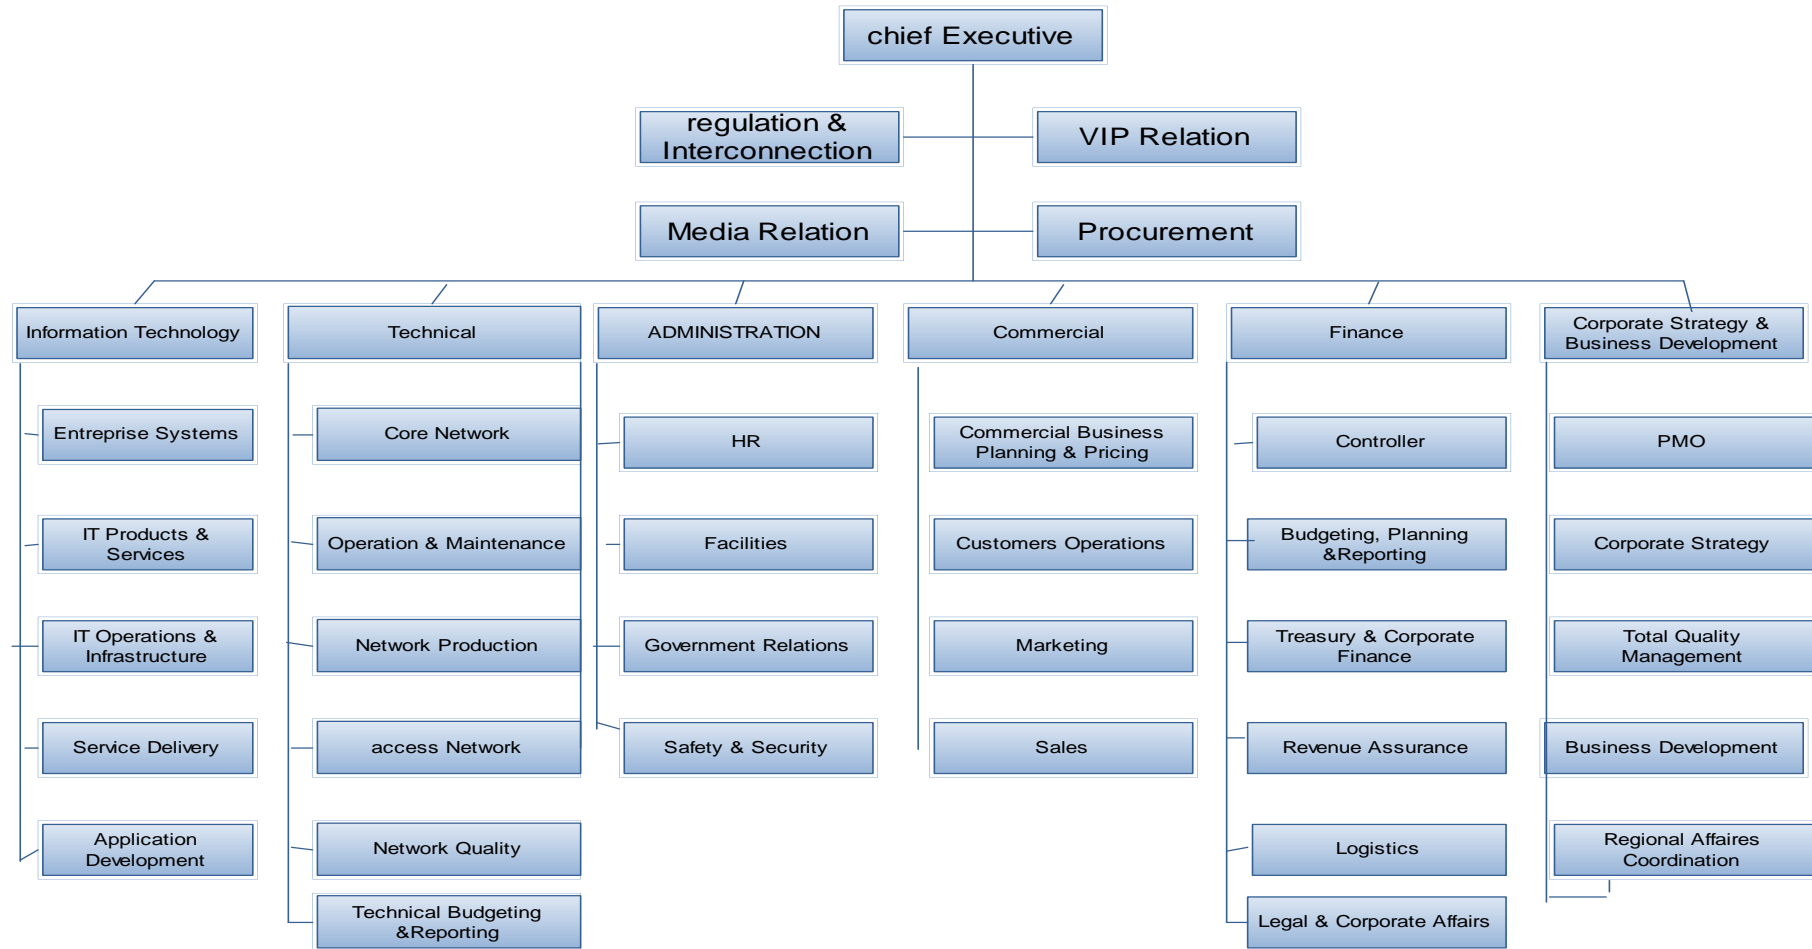 chief Executive
regulation &
Interconnection
VIP Relation
Media Relation
Procurement
Information Technology
Technical
ADMINISTRATION
Commercial
Finance
Corporate Strategy &
Business Development
Entreprise Systems
IT Products &
Services
IT Operations &
Infrastructure
Service Delivery
Application
Development
Core Network
Operation & Maintenance
Network Production
access Network
Network Quality
Technical Budgeting
&Reporting
HR
Facilities
Government Relations
Safety & Security
Commercial Business
Planning & Pricing
Customers Operations
Marketing
Sales
Controller
Budgeting, Planning
&Reporting
Treasury & Corporate
Finance
Revenue Assurance
Logistics
Legal & Corporate Affairs
PMO
Corporate Strategy
Total Quality
Management
Business Development
Regional Affaires
Coordination